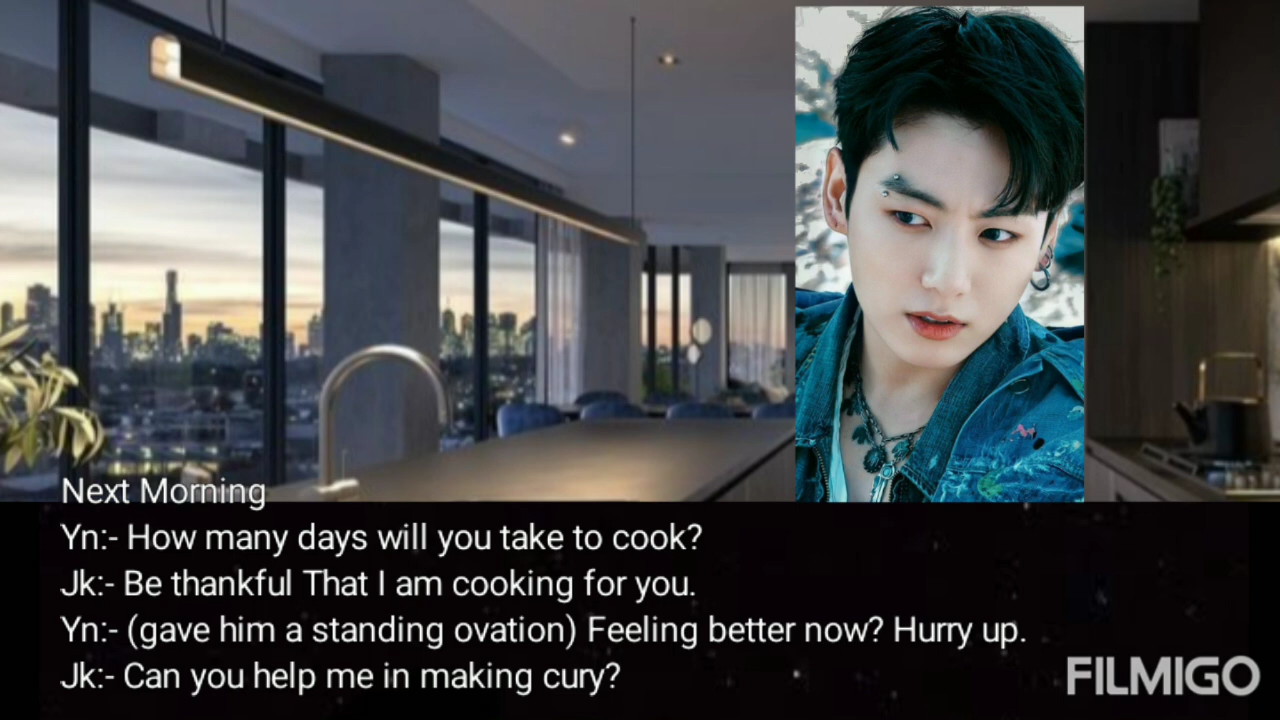 Next Morning
Yn:- How many days will you take to cook?
Jk:- Be thankful That I am cooking for you.
Yn:- (gave him a standing ovation) Feeling better now? Hurry up.
Jk:- Can you help me in making cury?
FILMIGO